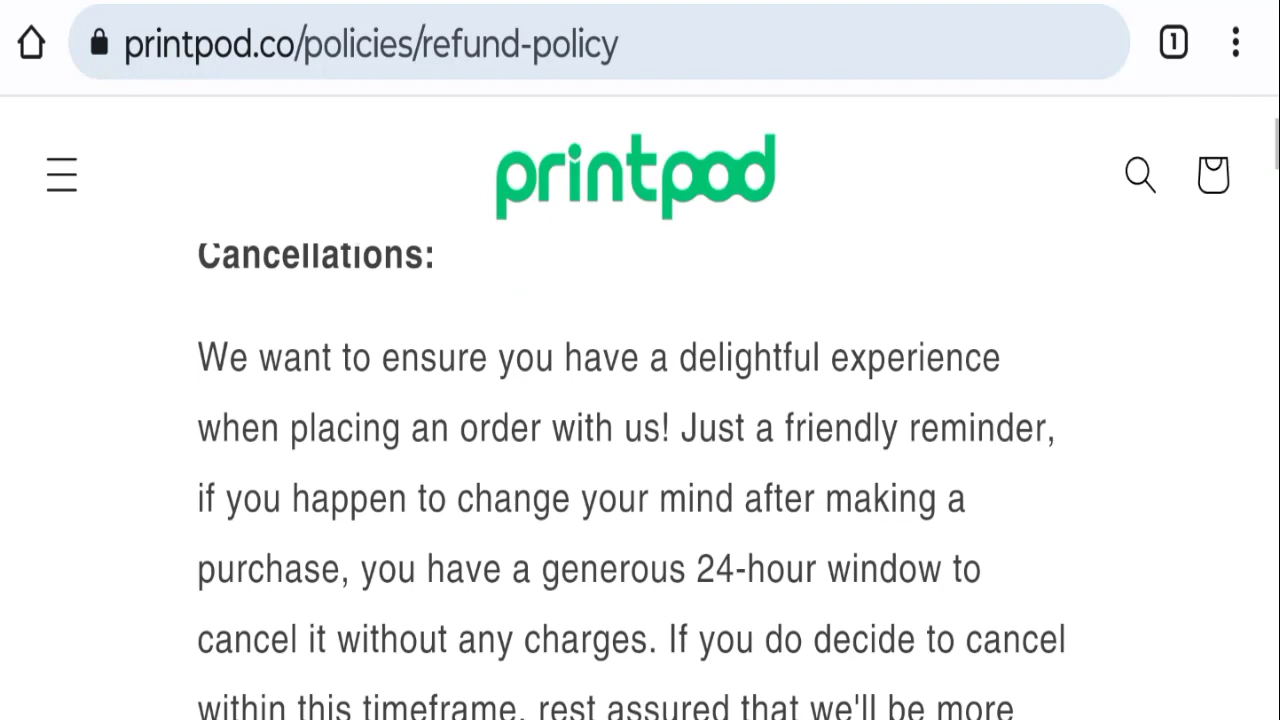 printpod.co/policies/refund-policy
1
printpod
Cancellations:
We want to ensure you have a delightful experience
when placing an order with us! Just a friendly reminder,
if you happen to change your mind after making a
purchase, you have a generous 24-hour window to
cancel it without any charges. If you do decide to cancel
within this timeframe, rest assured that we'll be more